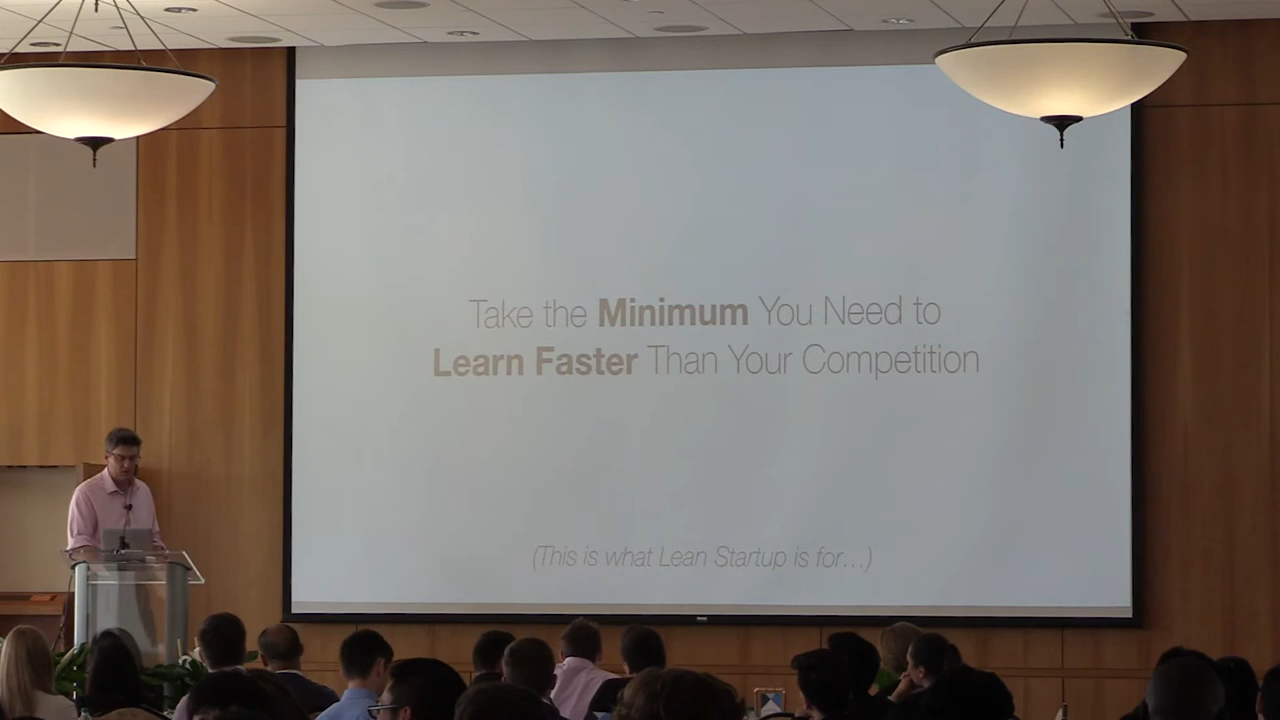 Take the Minimum You Need to
Learn Faster Than Your Competition
(This is what Lean Startup is for...)